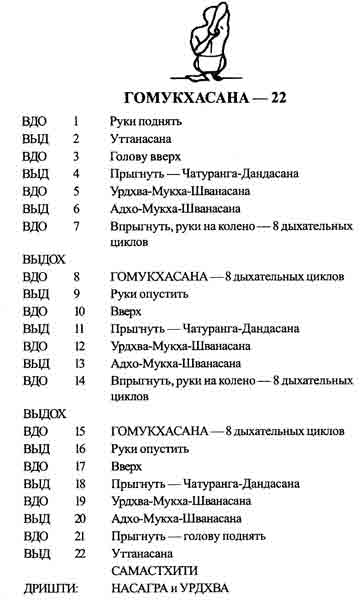 ГОМУКХАСАНА — 22
ВДО 1 Руки поднять
ВЫД 2 Уттанасана
ВДО 3 Голову вверх
ВЫД 4 Прыгнуть — Чатуранга-Дандасана
ВДО 5 Урдхва-Мукха-Шванасана
ВЫД 6 Адхо-Мукха-Шванасана
ВДО 7 Впрыгнуть, руки на колено — 8 дыхательных
циклов
ВЫДОХ
ВДО 8 ГОМУКХАСАНА — 8 дыхательных циклов
ВЫД 9 Руки опустить
ВДО 10 Вверх
ВЫД 11 Прыгнуть — Чатуранга-Дандасана
ВДО 12 Урдхва-Мукха-Шванасана
ВЫД 13 Адхо-Мукха-Шванасана
ВДО 14 Впрыгнуть, руки на колено — 8 дыхательных
циклов
ВЫДОХ
ВДО 15 ГОМУКХАСАНА — 8 дыхательных циклов
ВЫД 16 Руки опустить
ВДО 17 Вверх
ВЫД 18 Прыгнуть — Чатуранга-Дандасана
ВДО 19 Урдхва-Мукха-Шванасана
ВЫД 20 Адхо-Мукха-Шванасана
ВДО 21 Прыгнуть — голову поднять
ВЫД 22 Уттанасана
САМАСТХИТИ
ДРИШТИ: НАСАГРА и УРДХВА